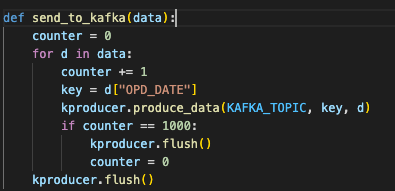 def send_to_kafka(data):
    counter = 0
    for d in data:
        counter += 1
        key = d["OPD_DATE"]
        kproducer.produce_data(KAFKA_TOPIC, key, d)
        if counter == 1000:
            kproducer.flush()
            counter = 0
    kproducer.flush()